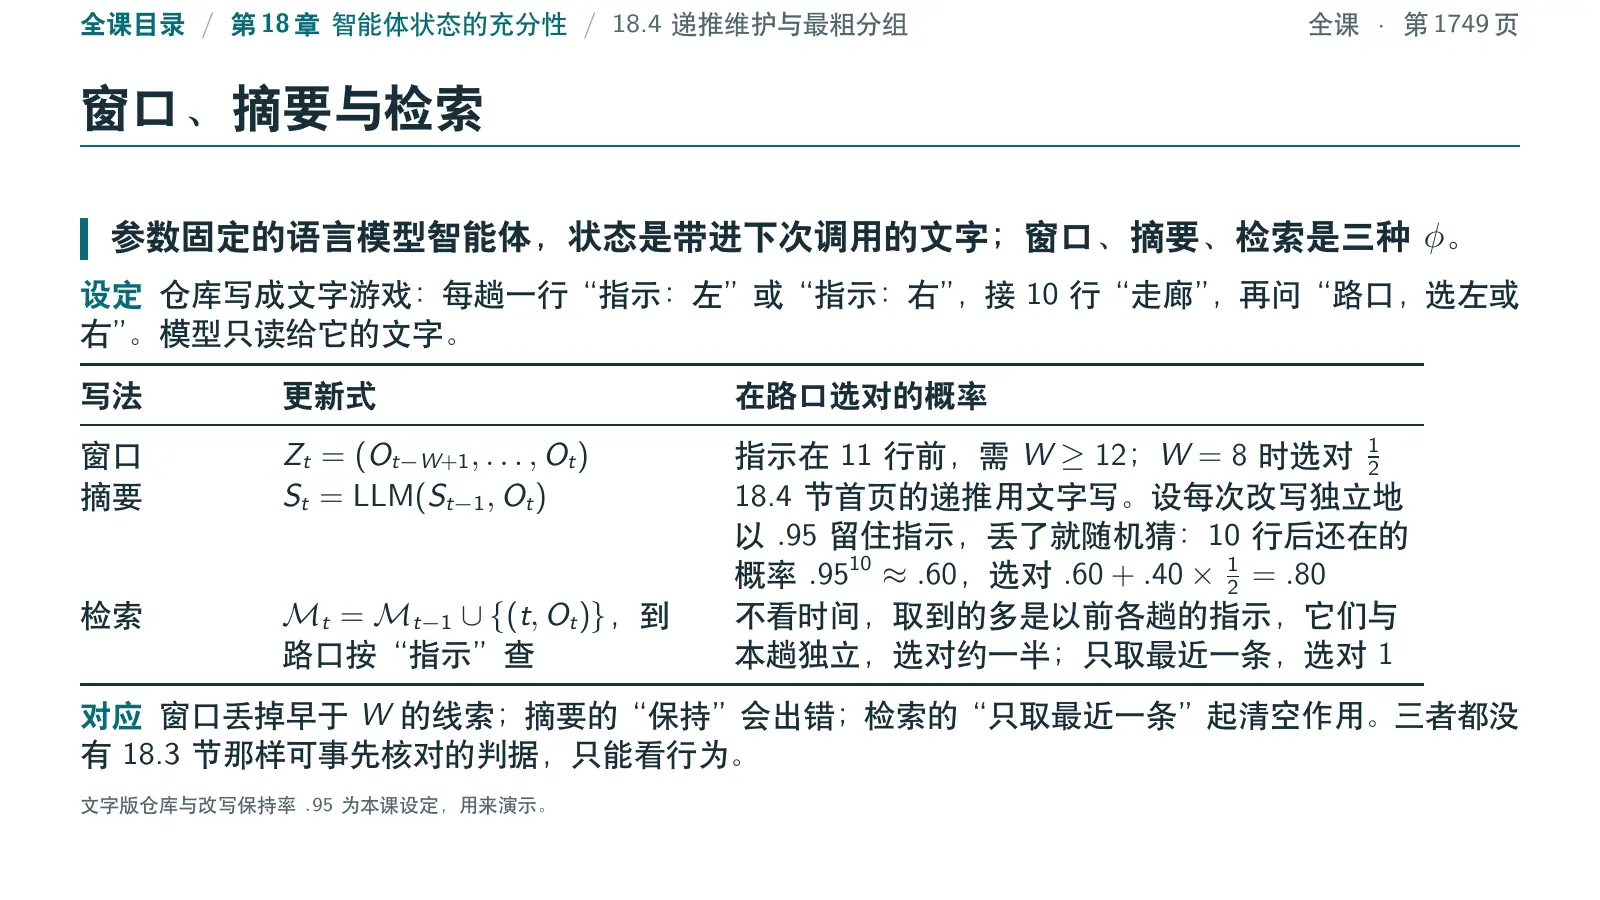 全课目录 / 第 18 章 智能体状态的充分性 / 18.4 递推维护与最粗分组
全课 · 第 1749 页
窗口、摘要与检索
参数固定的语言模型智能体，状态是带进下次调用的文字；窗口、摘要、检索是三种 ϕ。
设定 仓库写成文字游戏：每趟一行 “指示：左” 或 “指示：右”，接 10 行 “走廊”，再问 “路口，选左或
右”。模型只读给它的文字。
写法 更新式 在路口选对的概率
窗口 Z_t = (O_{t−W+1}, . . . , O_t) 指示在 11 行前，需 W ≥ 12；W = 8 时选对 1/2
摘要 S_t = LLM(S_{t−1}, O_t) 18.4 节首页的递推用文字写。设每次改写独立地
以 .95 留住指示，丢了就随机猜：10 行后还在的
概率 .95^{10} ≈ .60，选对 .60 + .40 × 1/2 = .80
检索 ℳ_t = ℳ_{t−1} ∪ {(t, O_t)}，到 不看时间，取到的多是以前各趟的指示，它们与
路口按 “指示” 查 本趟独立，选对约一半；只取最近一条，选对 1
对应 窗口丢掉早于 W 的线索；摘要的 “保持” 会出错；检索的 “只取最近一条” 起清空作用。三者都没
有 18.3 节那样可事先核对的判据，只能看行为。
文字版仓库与改写保持率 .95 为本课设定，用来演示。